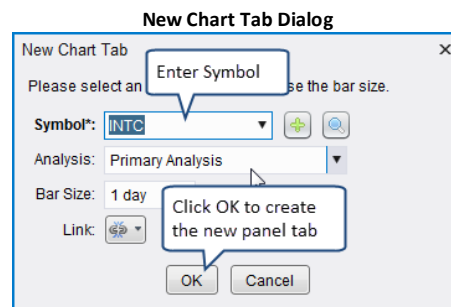 New Chart Tab Dialog
New Chart Tab
Enter Symbol
Please select an se the bar size.
Symbol*: INTC
Analysis: Primary Analysis
Bar Size: 1 day
Click OK to create
the new panel tab
Link:
OK Cancel